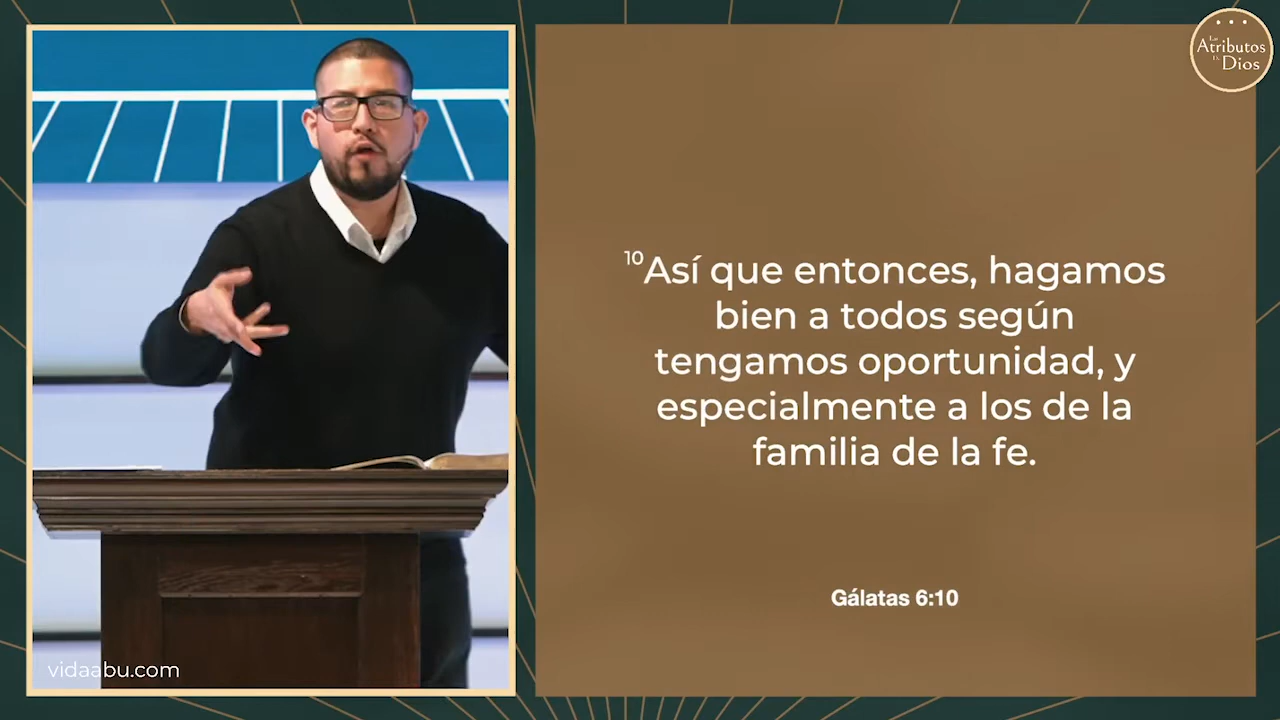 Los
Atributos
De
Dios
¹⁰Así que entonces, hagamos
bien a todos según
tengamos oportunidad, y
especialmente a los de la
familia de la fe.
Gálatas 6:10
vidaabu.com